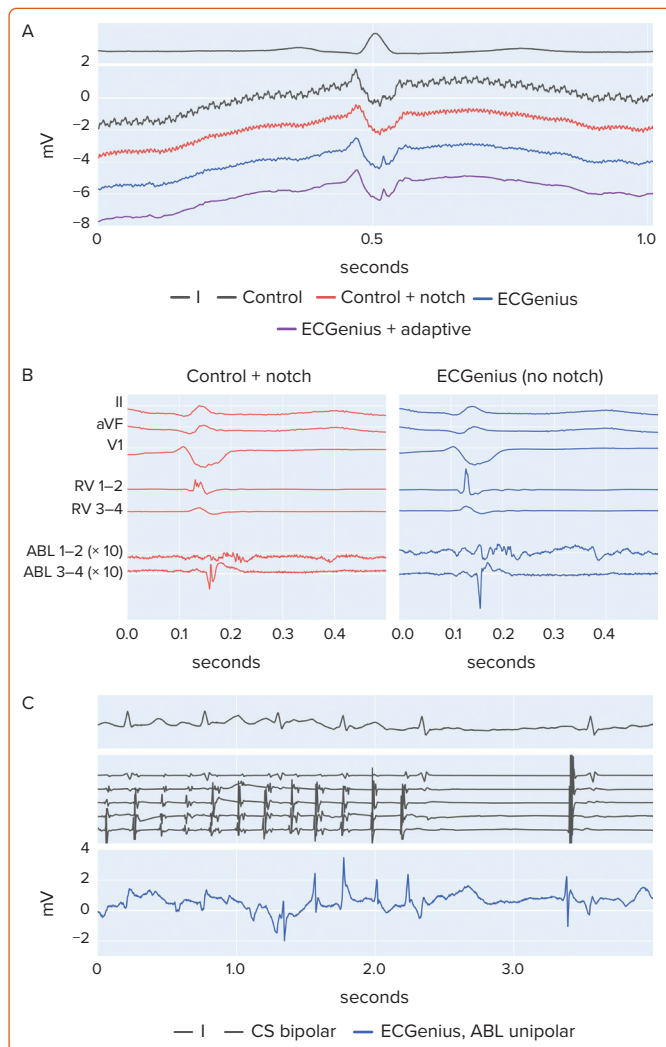 A
2
0
−2
−4
−6
−8
mV
0 0.5 1.0
seconds
I Control Control + notch ECGenius
ECGenius + adaptive
B
Control + notch ECGenius (no notch)
II
aVF
V1
RV 1–2
RV 3–4
ABL 1–2 (× 10)
ABL 3–4 (× 10)
0.0 0.1 0.2 0.3 0.4 0.0 0.1 0.2 0.3 0.4
seconds seconds
C
4
2
0
−2
mV
0 1.0 2.0 3.0
seconds
I CS bipolar ECGenius, ABL unipolar